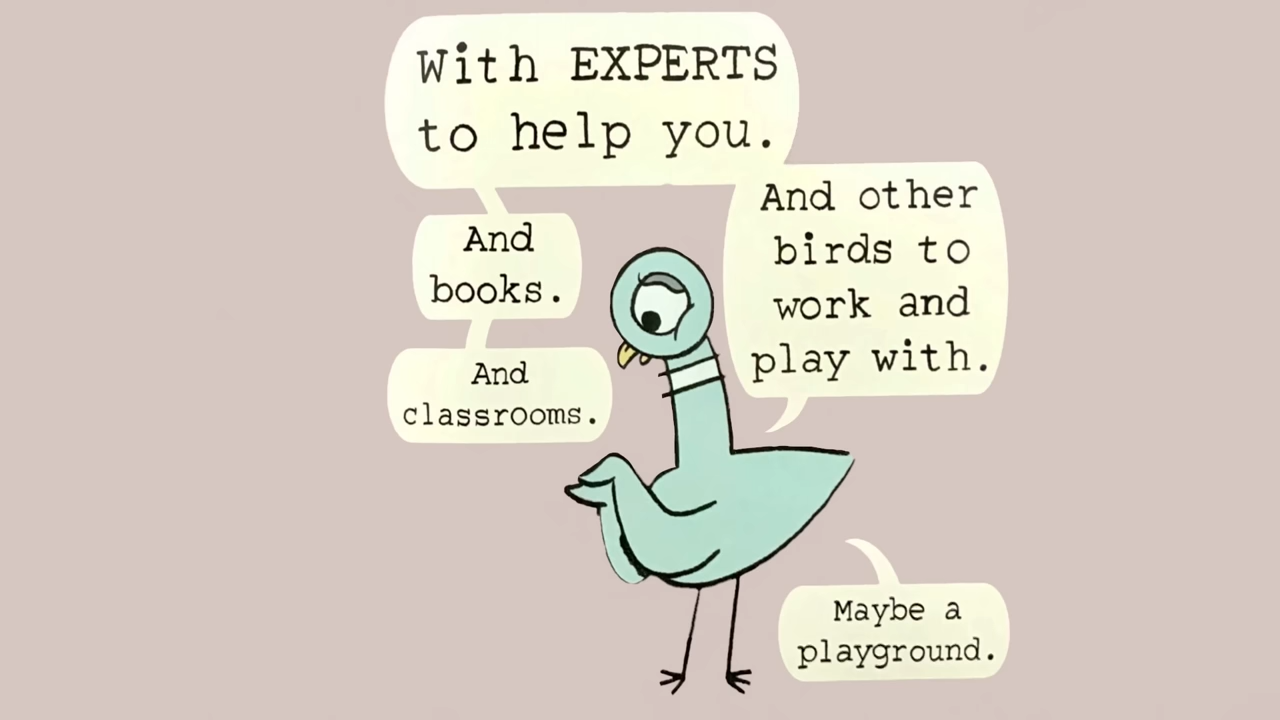 With EXPERTS
to help you.
And
books.
And
classrooms.
And other
birds to
work and
play with.
Maybe a
playground.